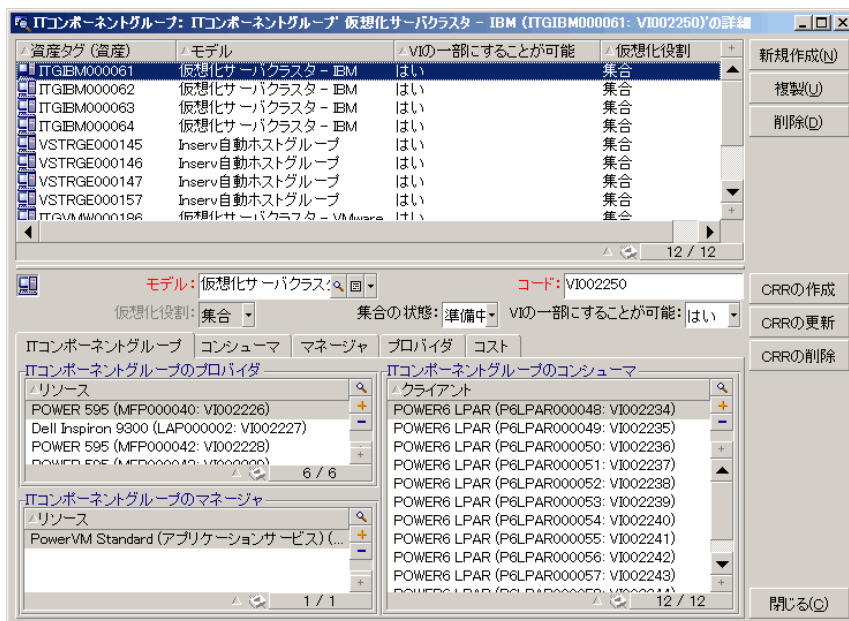 ITコンポーネントグループ: ITコンポーネントグループ' 仮想化サーバクラスタ - IBM (ITGIBM000061: VI002250)'の詳細
資産タグ (資産) モデル VIの一部にすることが可能 仮想化役割
ITGIBM000061 仮想化サーバクラスタ - IBM はい 集合
ITGIBM000062 仮想化サーバクラスタ - IBM はい 集合
ITGIBM000063 仮想化サーバクラスタ - IBM はい 集合
ITGIBM000064 仮想化サーバクラスタ - IBM はい 集合
VSTRGE000145 Inserv自動ホストグループ はい 集合
VSTRGE000146 Inserv自動ホストグループ はい 集合
VSTRGE000147 Inserv自動ホストグループ はい 集合
VSTRGE000157 Inserv自動ホストグループ はい 集合
ITGVMW000186 仮想化サーバクラスタ - VMware はい 集合
12 / 12
新規作成(N)
複製(U)
削除(D)
モデル: 仮想化サーバクラスタ コード: VI002250
仮想化役割: 集合 集合の状態: 準備中 VIの一部にすることが可能: はい
CRRの作成
CRRの更新
CRRの削除
ITコンポーネントグループ コンシューマ マネージャ プロバイダ コスト
ITコンポーネントグループのプロバイダ
リソース
POWER 595 (MFP000040: VI002226)
Dell Inspiron 9300 (LAP000002: VI002227)
POWER 595 (MFP000042: VI002228)
6 / 6
ITコンポーネントグループのマネージャ
リソース
PowerVM Standard (アプリケーションサービス) (...
1 / 1
ITコンポーネントグループのコンシューマ
クライアント
POWER6 LPAR (P6LPAR000048: VI002234)
POWER6 LPAR (P6LPAR000049: VI002235)
POWER6 LPAR (P6LPAR000050: VI002236)
POWER6 LPAR (P6LPAR000051: VI002237)
POWER6 LPAR (P6LPAR000052: VI002238)
POWER6 LPAR (P6LPAR000053: VI002239)
POWER6 LPAR (P6LPAR000054: VI002240)
POWER6 LPAR (P6LPAR000055: VI002241)
POWER6 LPAR (P6LPAR000056: VI002242)
POWER6 LPAR (P6LPAR000057: VI002243)
12 / 12
閉じる(C)